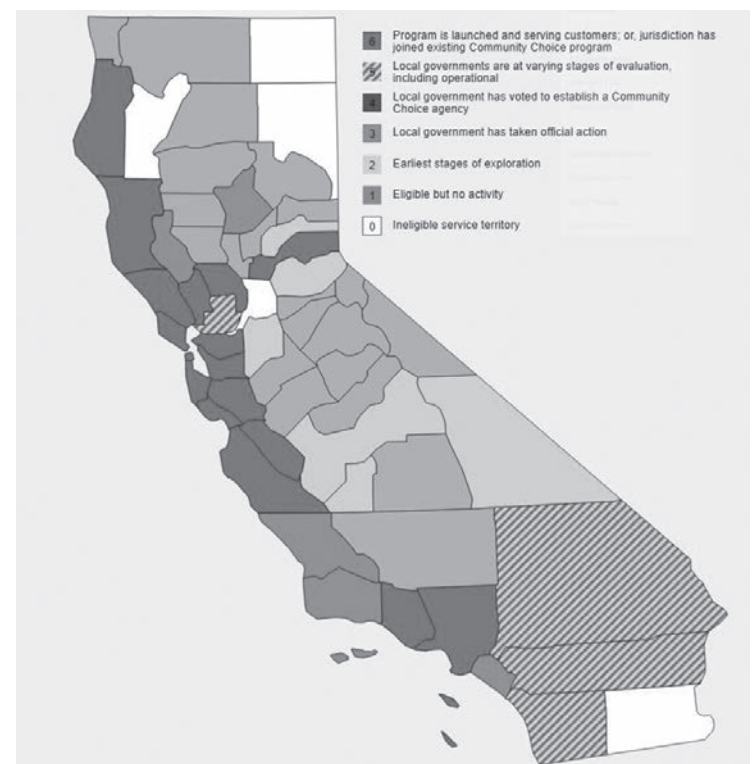 6 Program is launched and serving customers; or, jurisdiction has
joined existing Community Choice program
5 Local governments are at varying stages of evaluation,
including operational
4 Local government has voted to establish a Community
Choice agency
3 Local government has taken official action
2 Earliest stages of exploration
1 Eligible but no activity
0 Ineligible service territory